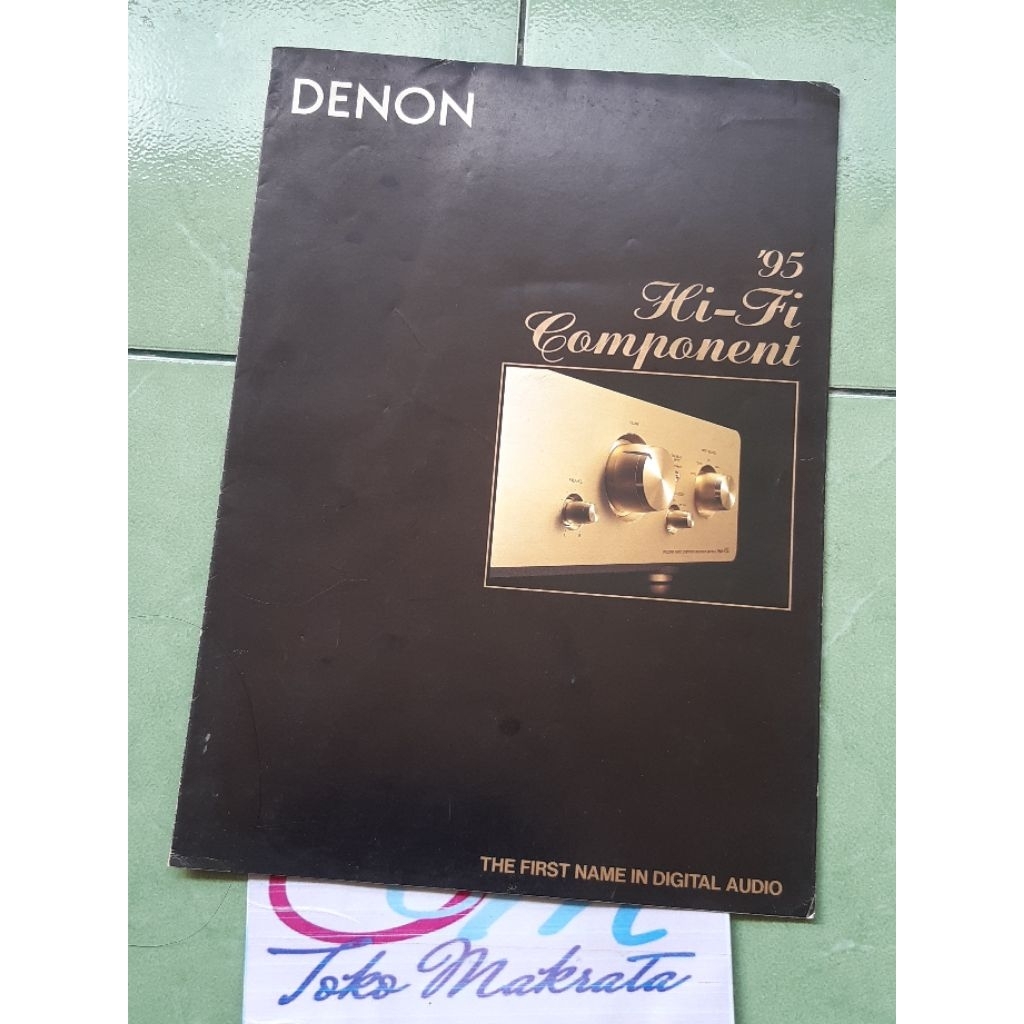 DENON
'95
Hi-Fi
Component
THE FIRST NAME IN DIGITAL AUDIO
Toko Makrata